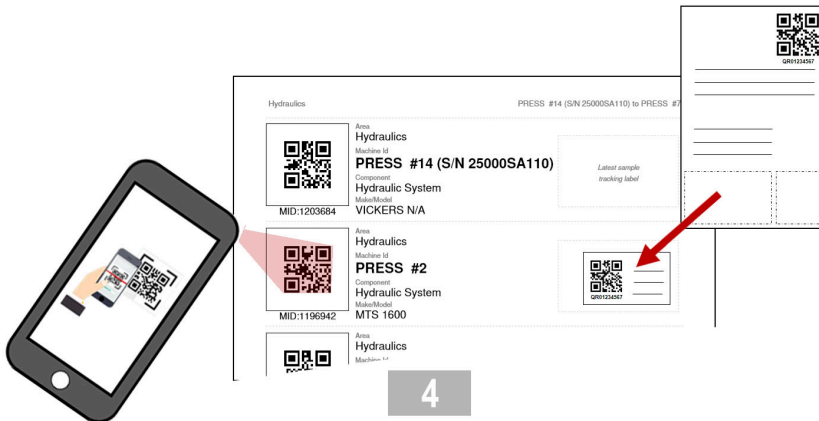 QR01234567
Hydraulics
PRESS #14 (S/N 25000SA110) to PRESS #7
Area
Hydraulics
Machine Id
PRESS #14 (S/N 25000SA110)
Component
Hydraulic System
Make/Model
VICKERS N/A
MID:1203684
Latest sample
tracking label
Area
Hydraulics
Machine Id
PRESS #2
Component
Hydraulic System
Make/Model
MTS 1600
MID:1196942
QR01234567
Area
Hydraulics
Machine
4